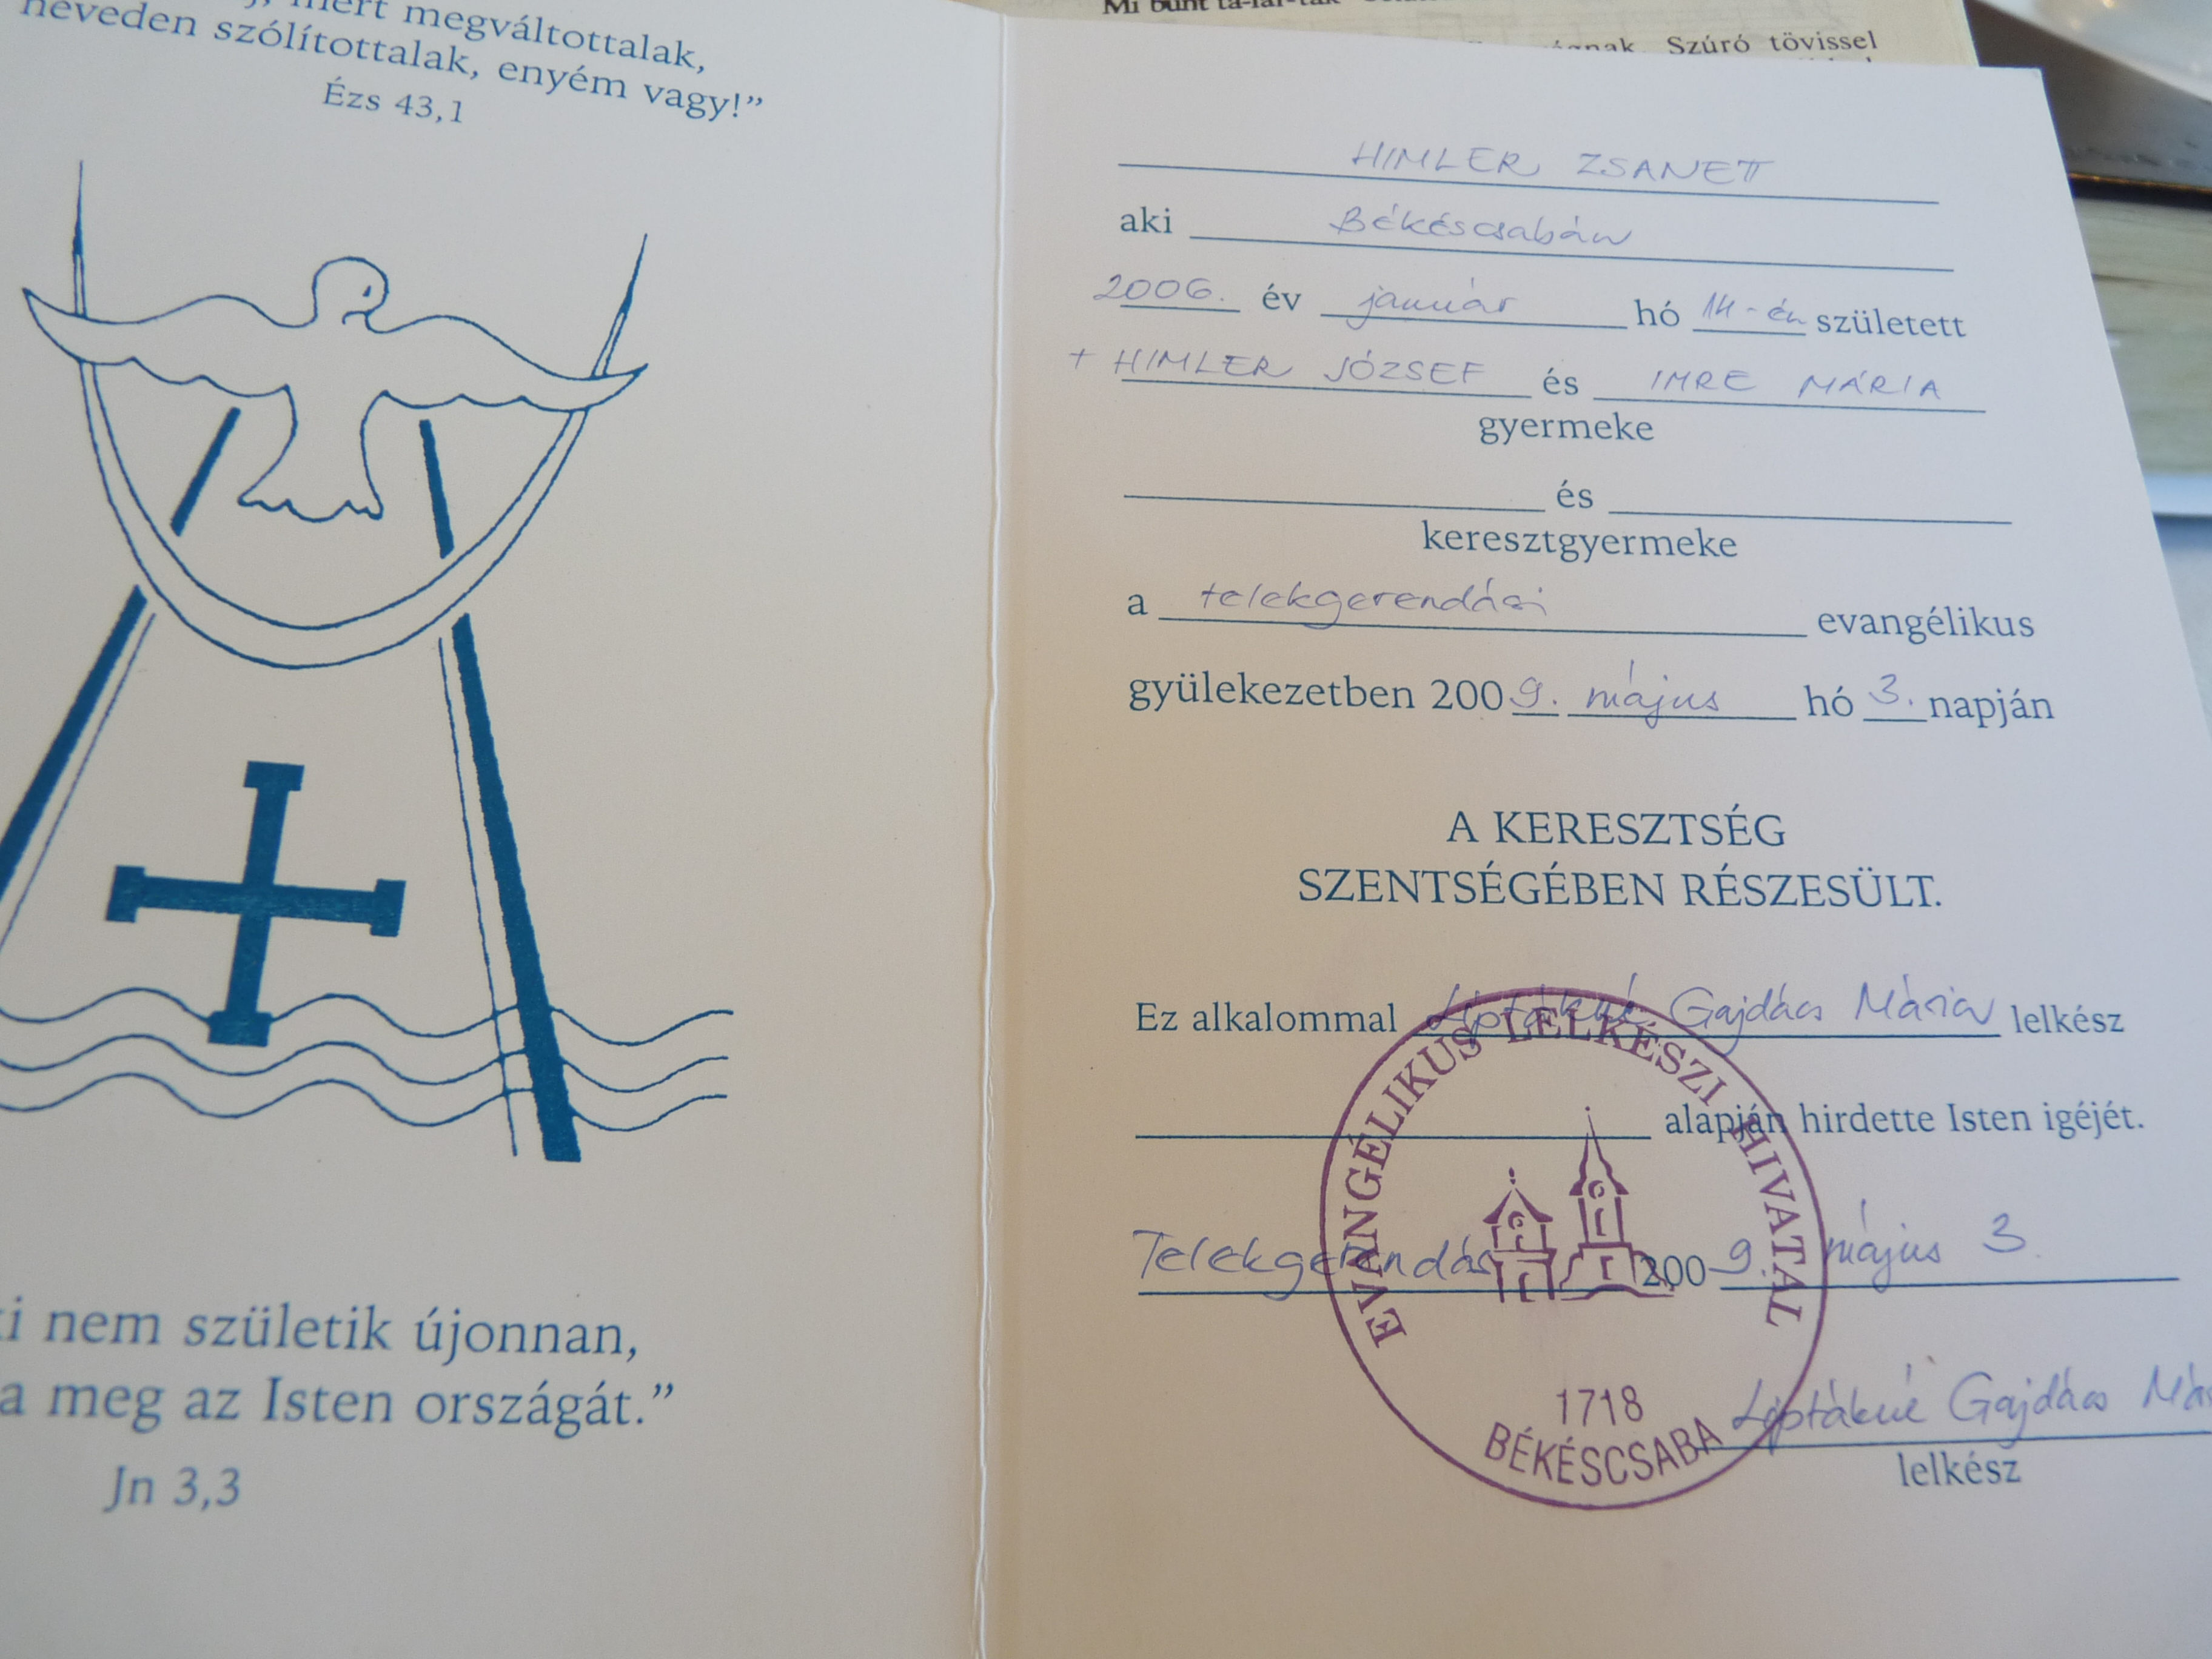 mert megváltottalak,
neveden szólítottalak, enyém vagy!”
Ézs 43,1
nem születik újonnan,
meg az Isten országát.”
Jn 3,3
Szúró tövissel
HIMLER ZSANETT
aki Békéscsabán
2006. év január hó 14-én született
+ HIMLER JÓZSEF és IMRE MÁRIA
gyermeke
és
keresztgyermeke
a telekgerendási evangélikus
gyülekezetben 2009. május hó 3. napján
A KERESZTSÉG
SZENTSÉGÉBEN RÉSZESÜLT.
Ez alkalommal Liptákné Gajdács Mária lelkész
alapján hirdette Isten igéjét.
Telekgerendás 2009. május 3.
Liptákné Gajdács
lelkész
EVANGÉLIKUS LELKÉSZI HIVATAL
1718
BÉKÉSCSABA